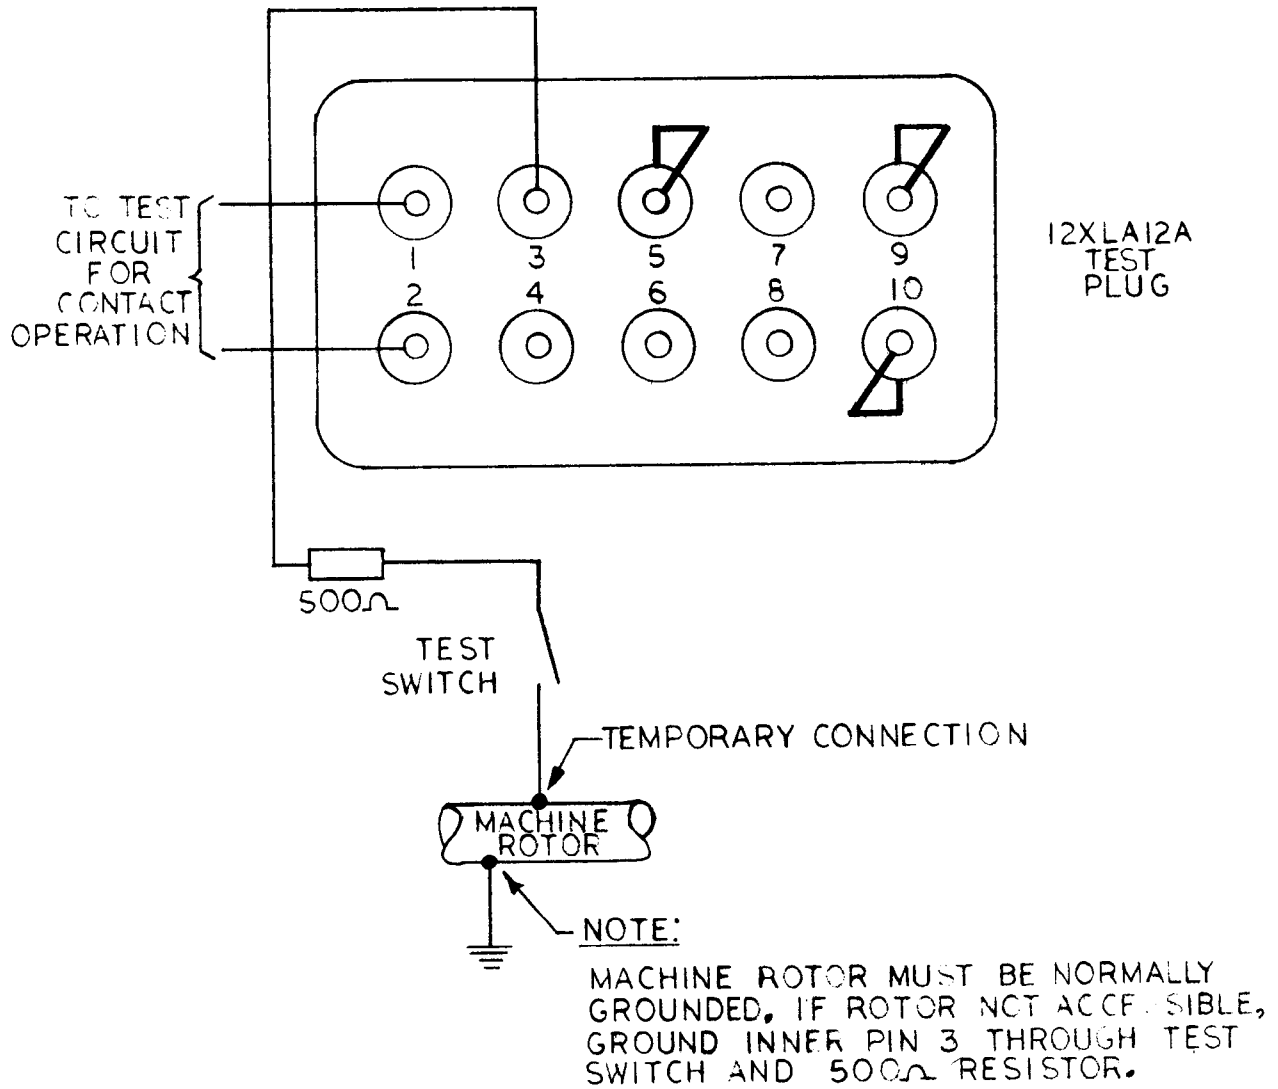 TO TEST
CIRCUIT
FOR
CONTACT
OPERATION
1
3
5
7
9
2
4
6
8
10
12XLA12A
TEST
PLUG
500Ω
TEST
SWITCH
TEMPORARY CONNECTION
MACHINE
ROTOR
NOTE:
MACHINE ROTOR MUST BE NORMALLY
GROUNDED. IF ROTOR NOT ACCESSIBLE,
GROUND INNER PIN 3 THROUGH TEST
SWITCH AND 500Ω RESISTOR.